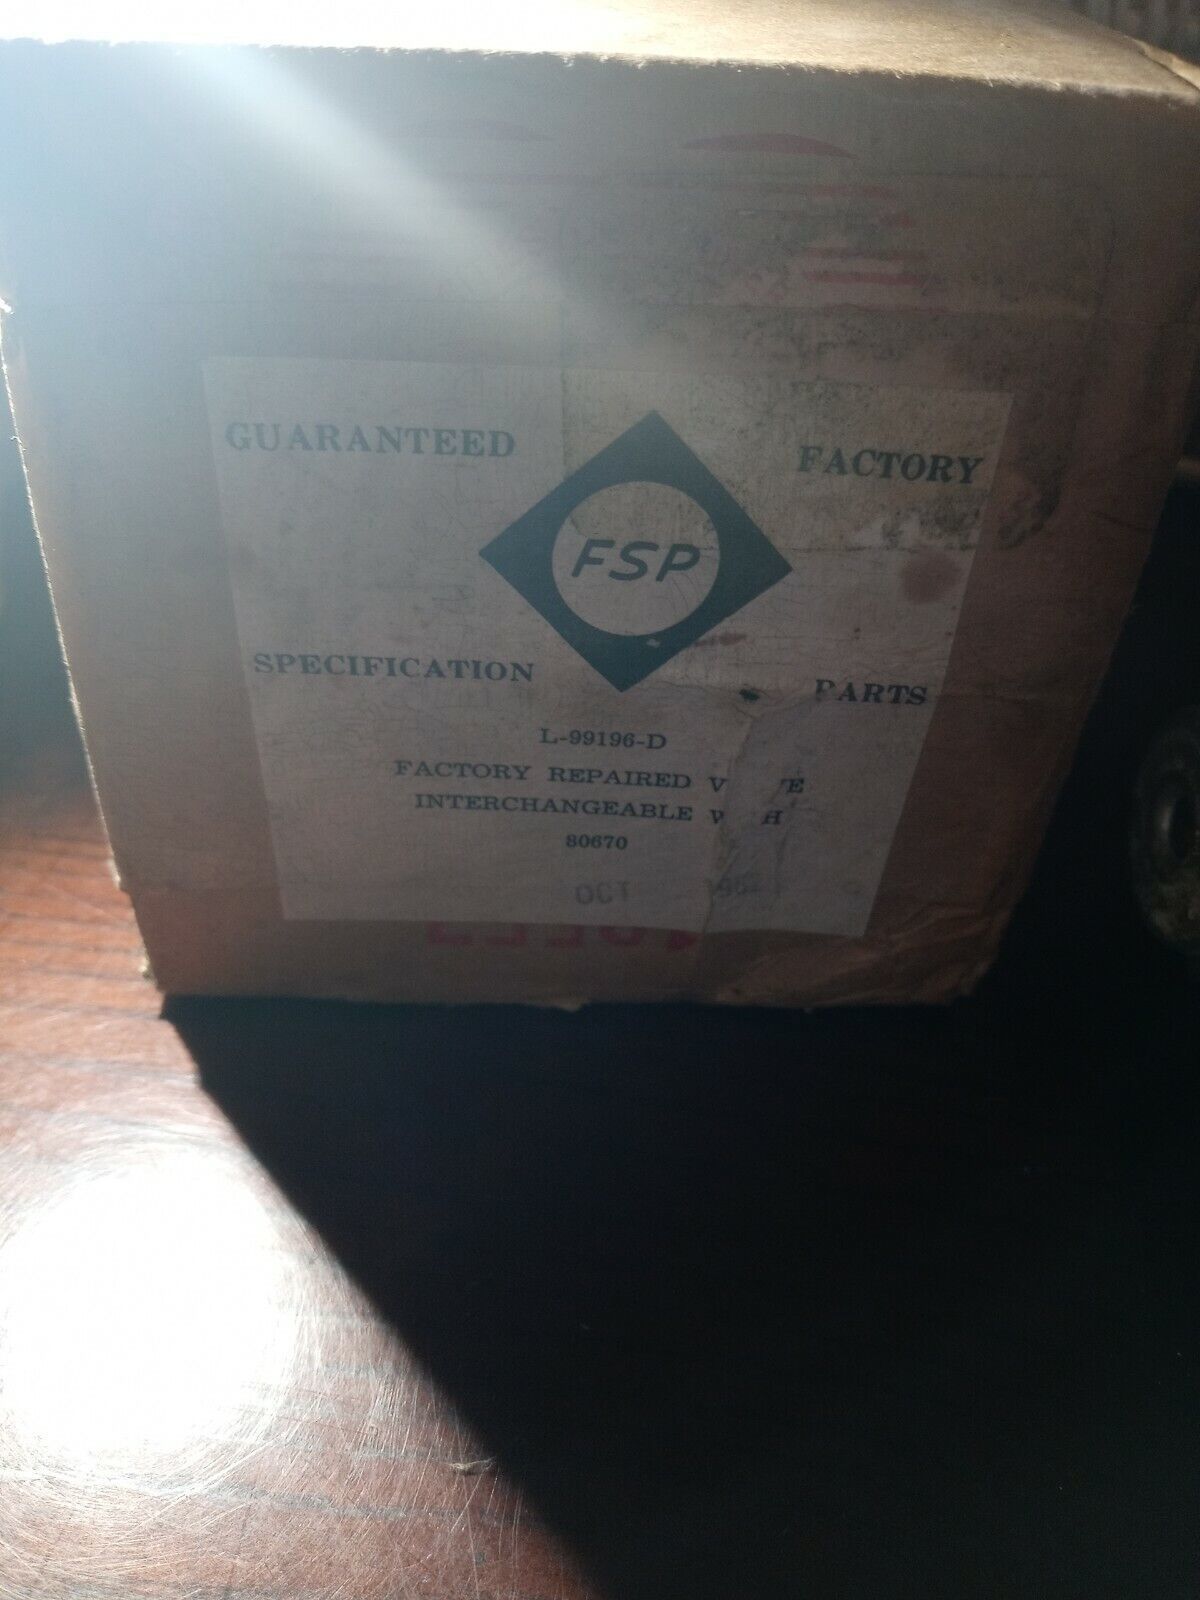 GUARANTEED FACTORY
FSP
SPECIFICATION PARTS
L-99196-D
FACTORY REPAIRED
INTERCHANGEABLE
80670
OCT